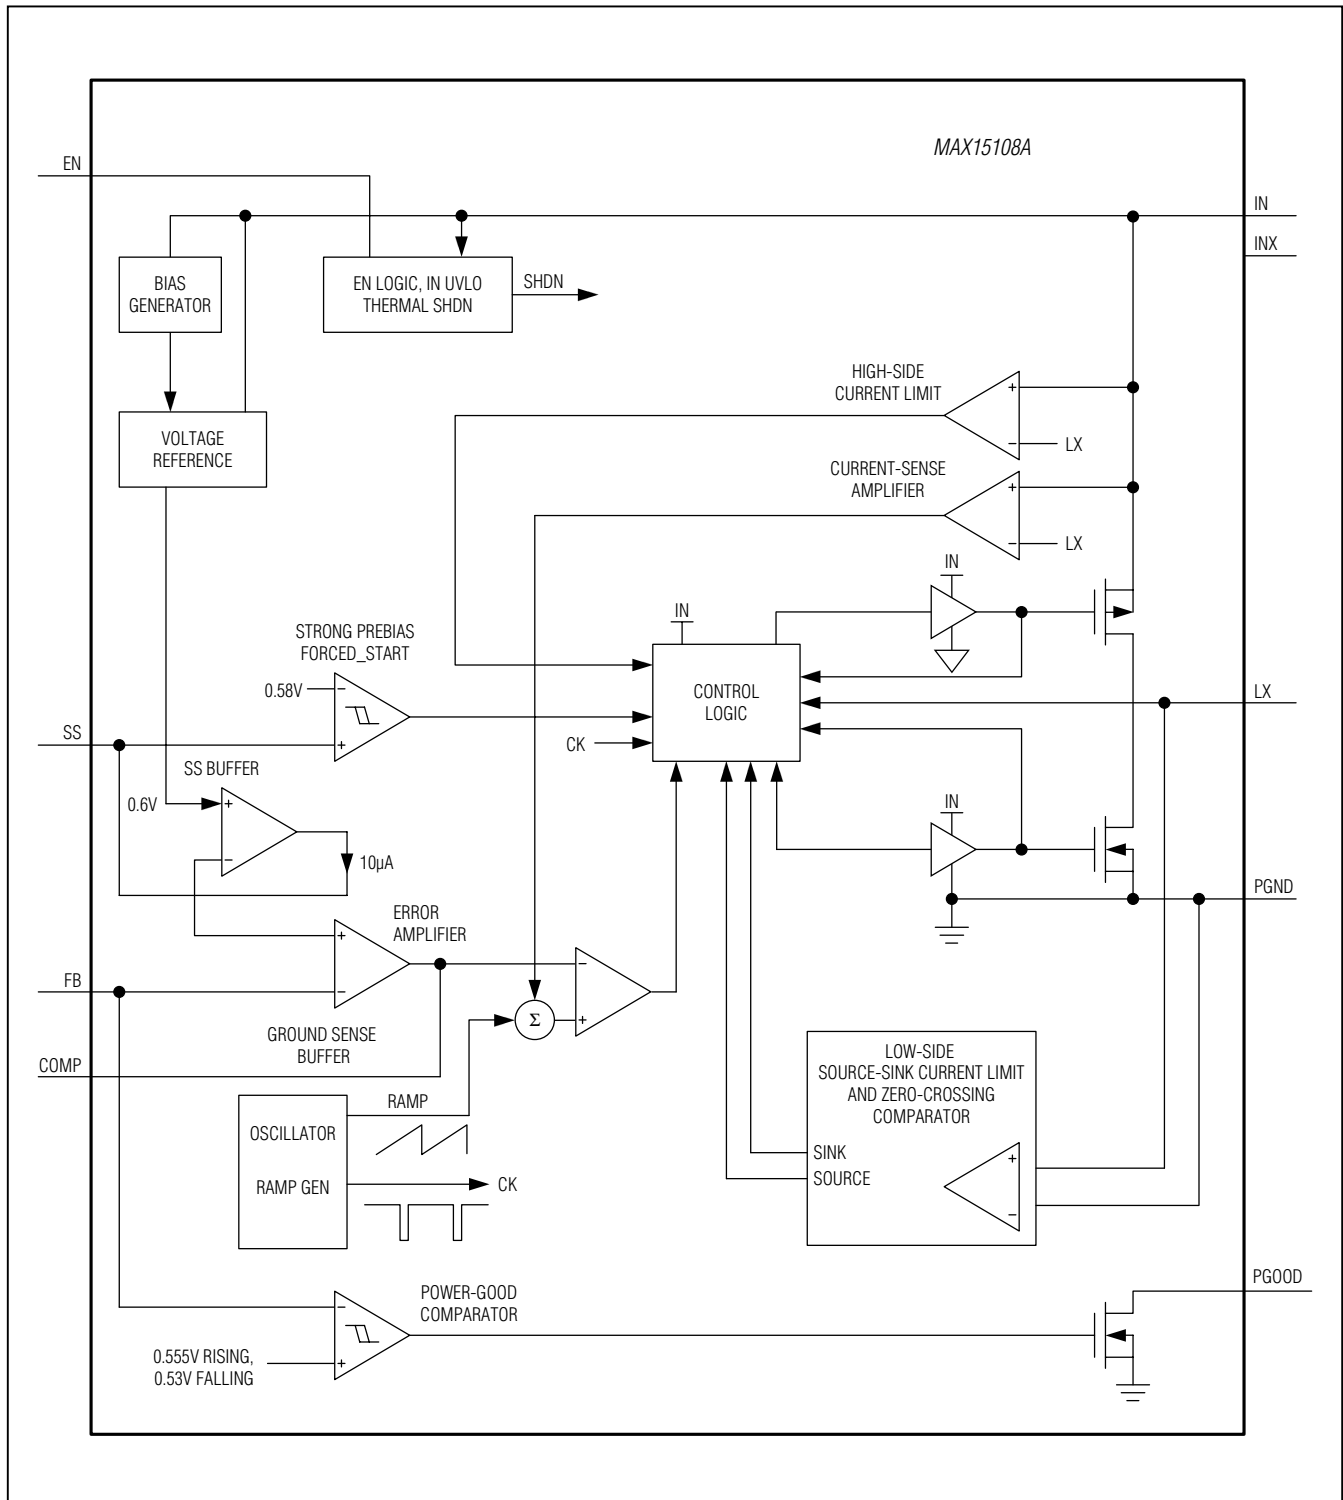 MAX15108A
EN
IN
INX
BIAS
GENERATOR
EN LOGIC, IN UVLO
THERMAL SHDN
SHDN
HIGH-SIDE
CURRENT LIMIT
+
−
LX
VOLTAGE
REFERENCE
CURRENT-SENSE
AMPLIFIER
+
−
LX
IN
IN
STRONG PREBIAS
FORCED_START
0.58V
−
+
CONTROL
LOGIC
LX
CK
SS
SS BUFFER
0.6V
+
−
10µA
IN
PGND
ERROR
AMPLIFIER
+
−
−
+
FB
Σ
GROUND SENSE
BUFFER
COMP
RAMP
OSCILLATOR
RAMP GEN
CK
LOW-SIDE
SOURCE-SINK CURRENT LIMIT
AND ZERO-CROSSING
COMPARATOR
SINK
SOURCE
+
−
PGOOD
POWER-GOOD
COMPARATOR
−
+
0.555V RISING,
0.53V FALLING